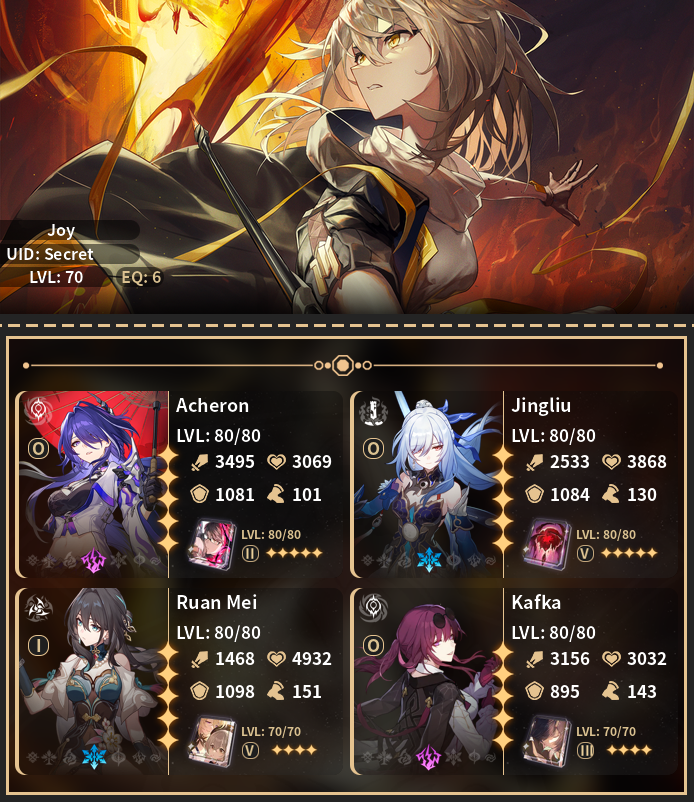 Joy
UID: Secret
LVL: 70
EQ: 6
Acheron
LVL: 80/80
O
3495 3069
1081 101
LVL: 80/80
II
Jingliu
LVL: 80/80
O
2533 3868
1084 130
LVL: 80/80
V
Ruan Mei
LVL: 80/80
I
1468 4932
1098 151
LVL: 70/70
V
Kafka
LVL: 80/80
O
3156 3032
895 143
LVL: 70/70
III